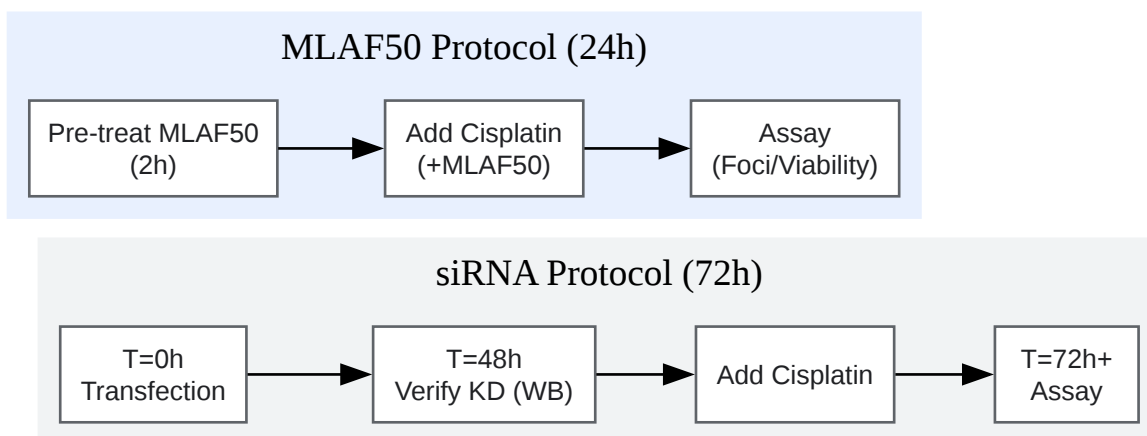 MLAF50 Protocol (24h)
Pre-treat MLAF50
(2h)
Add Cisplatin
(+MLAF50)
Assay
(Foci/Viability)
siRNA Protocol (72h)
T=0h
Transfection
T=48h
Verify KD (WB)
Add Cisplatin
T=72h+
Assay